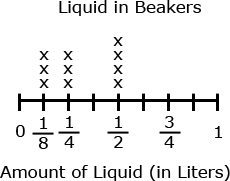 Liquid in Beakers
x
x x x
x x x
x x x
0 1/8 1/4 1/2 3/4 1
Amount of Liquid (in Liters)